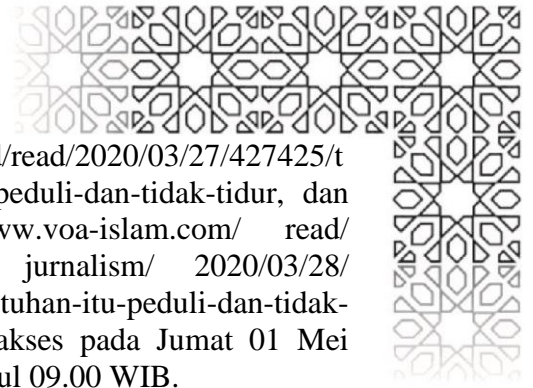 l/read/2020/03/27/427425/t
peduli-dan-tidak-tidur, dan
ww.voa-islam.com/ read/
jurnalism/ 2020/03/28/
tuhan-itu-peduli-dan-tidak-
akses pada Jumat 01 Mei
ul 09.00 WIB.